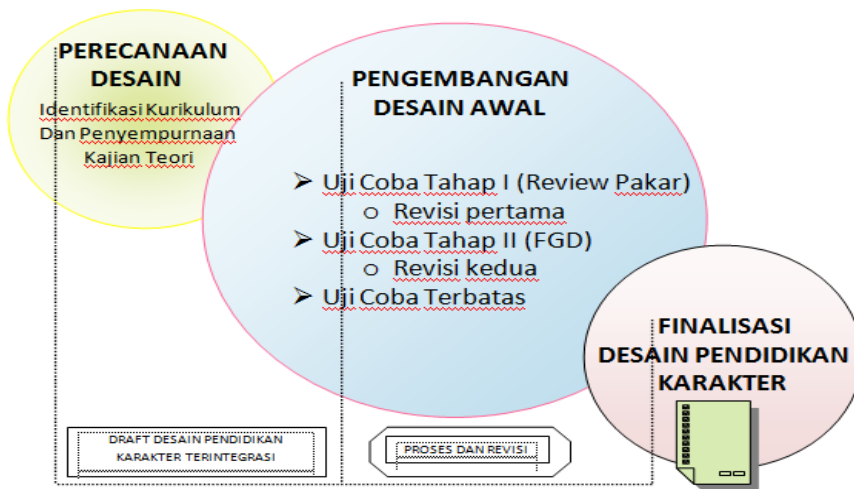 PERECANAAN
DESAIN
Identifikasi Kurikulum
Dan Penyempurnaan
Kajian Teori
PENGEMBANGAN
DESAIN AWAL
➢ Uji Coba Tahap I (Review Pakar)
o Revisi pertama
➢ Uji Coba Tahap II (FGD)
o Revisi kedua
➢ Uji Coba Terbatas
FINALISASI
DESAIN PENDIDIKAN
KARAKTER
DRAFT DESAIN PENDIDIKAN
KARAKTER TERINTEGRASI
PROSES DAN REVISI